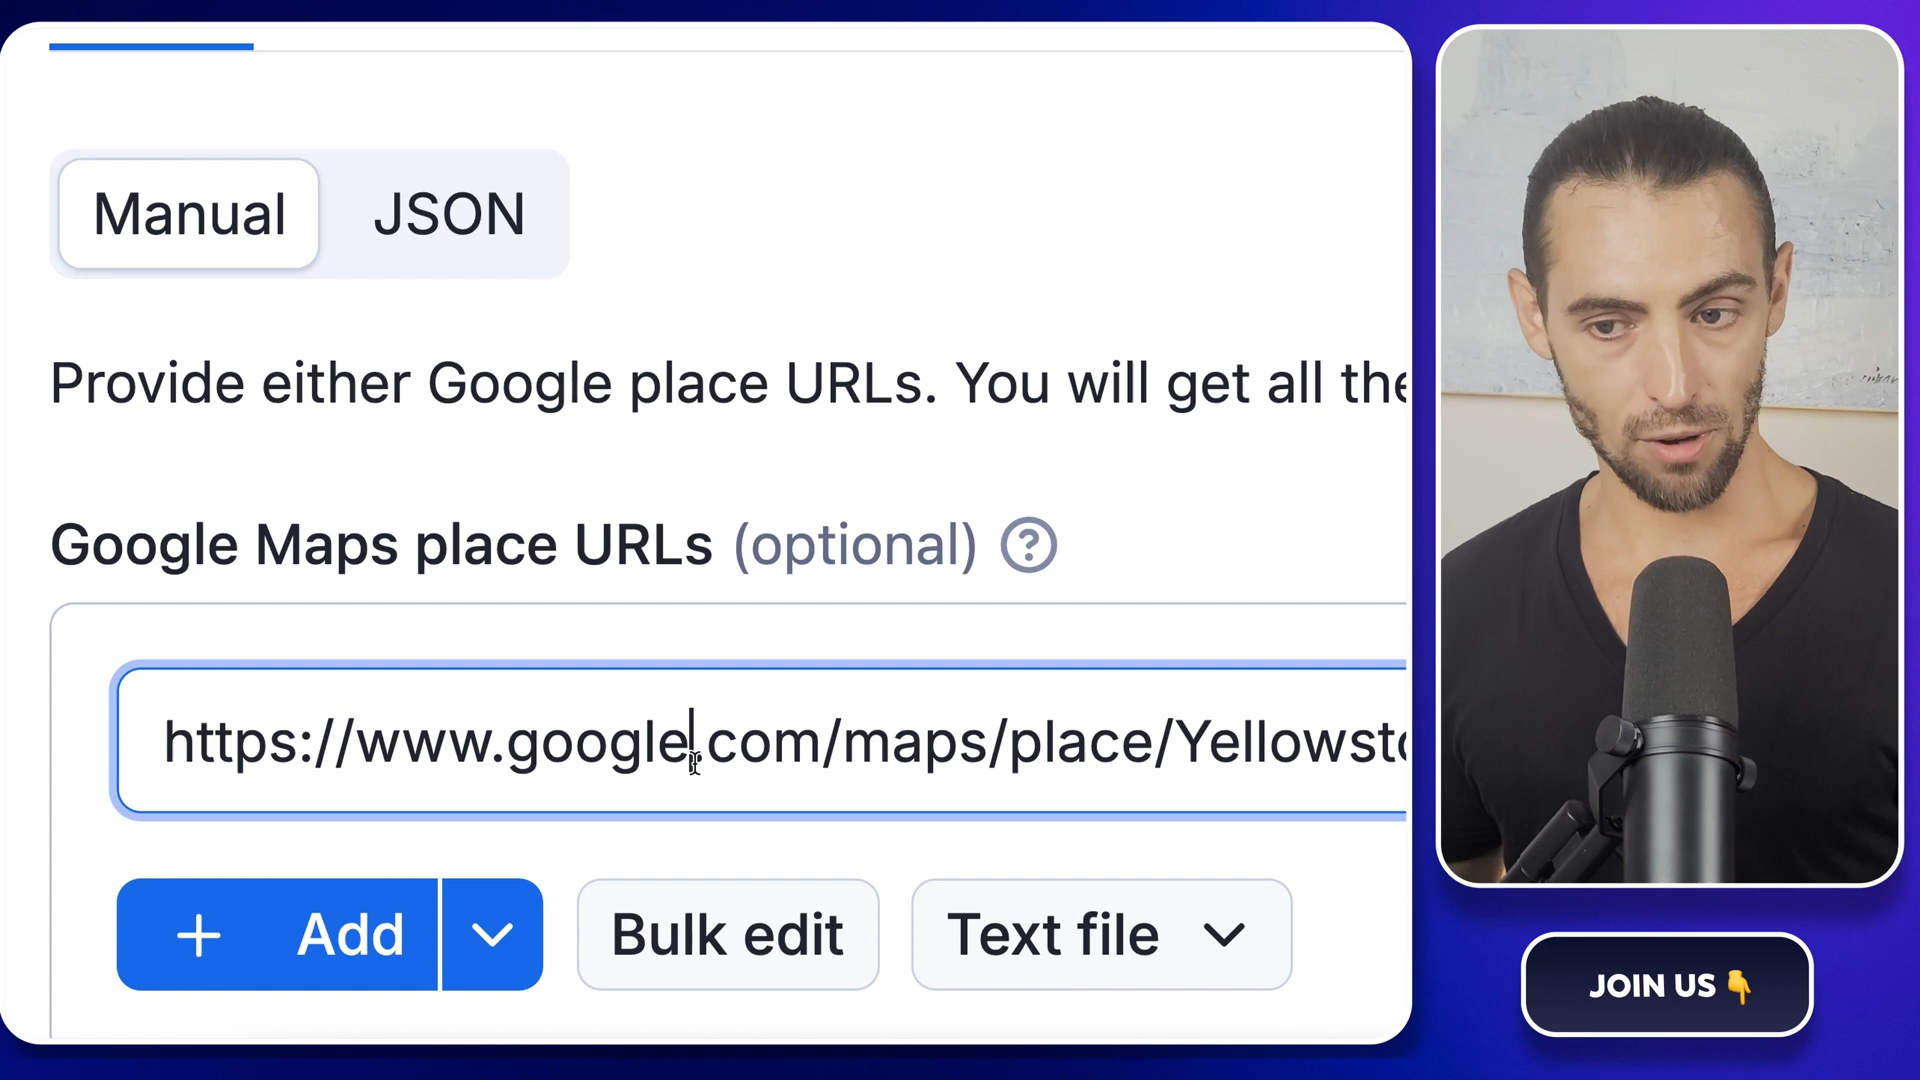 Manual JSON
Provide either Google place URLs. You will get all the
Google Maps place URLs (optional) ?
https://www.google.com/maps/place/Yellowsto
+ Add
Bulk edit
Text file
JOIN US 👇